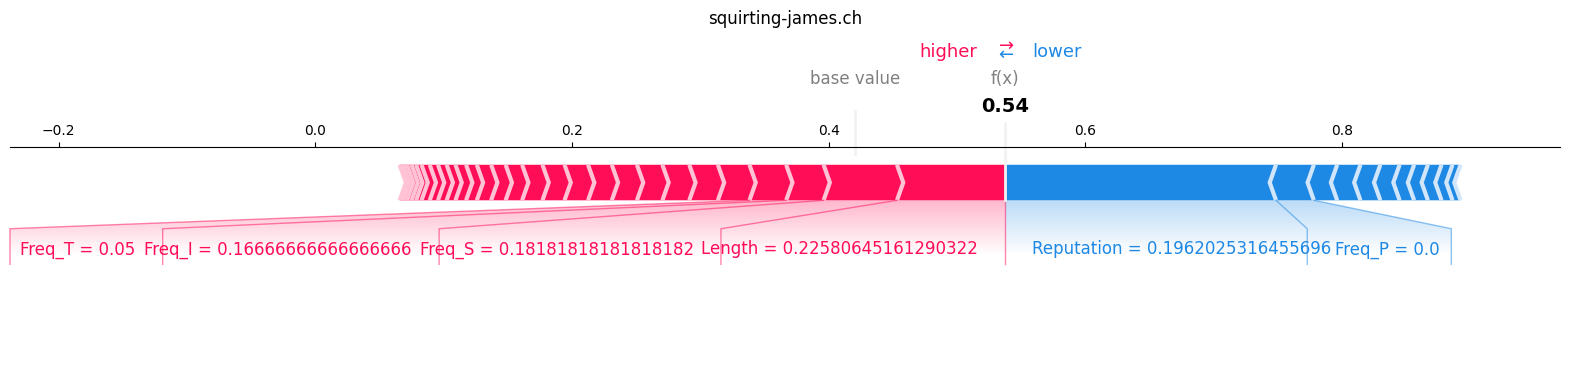 squirting-james.ch
higher ⇄ lower
base value f(x)
0.54
−0.2 0.0 0.2 0.4 0.6 0.8
Freq_T = 0.05 Freq_I = 0.16666666666666666 Freq_S = 0.18181818181818182 Length = 0.22580645161290322 Reputation = 0.1962025316455696 Freq_P = 0.0